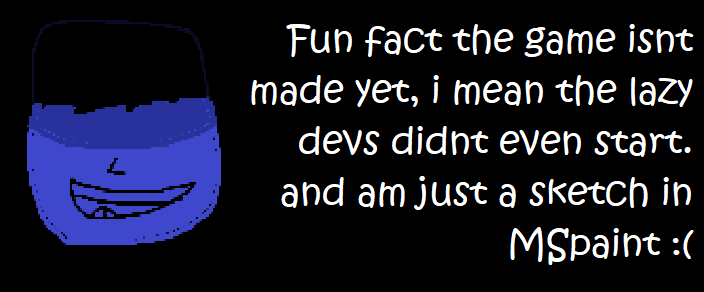 Fun fact the game isnt
made yet, i mean the lazy
devs didnt even start.
and am just a sketch in
MSpaint :(